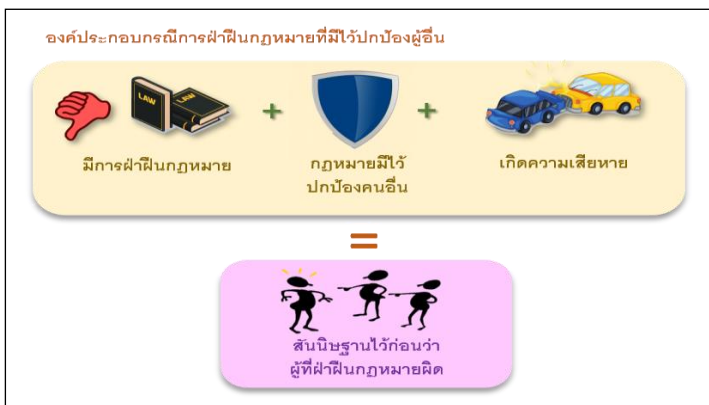 องค์ประกอบกรณีการฝ่าฝืนกฎหมายที่มีไว้ปกป้องผู้อื่น
LAW
LAW
+
+
มีการฝ่าฝืนกฎหมาย
กฎหมายมีไว้
ปกป้องคนอื่น
เกิดความเสียหาย
=
สันนิษฐานไว้ก่อนว่า
ผู้ที่ฝ่าฝืนกฎหมายผิด